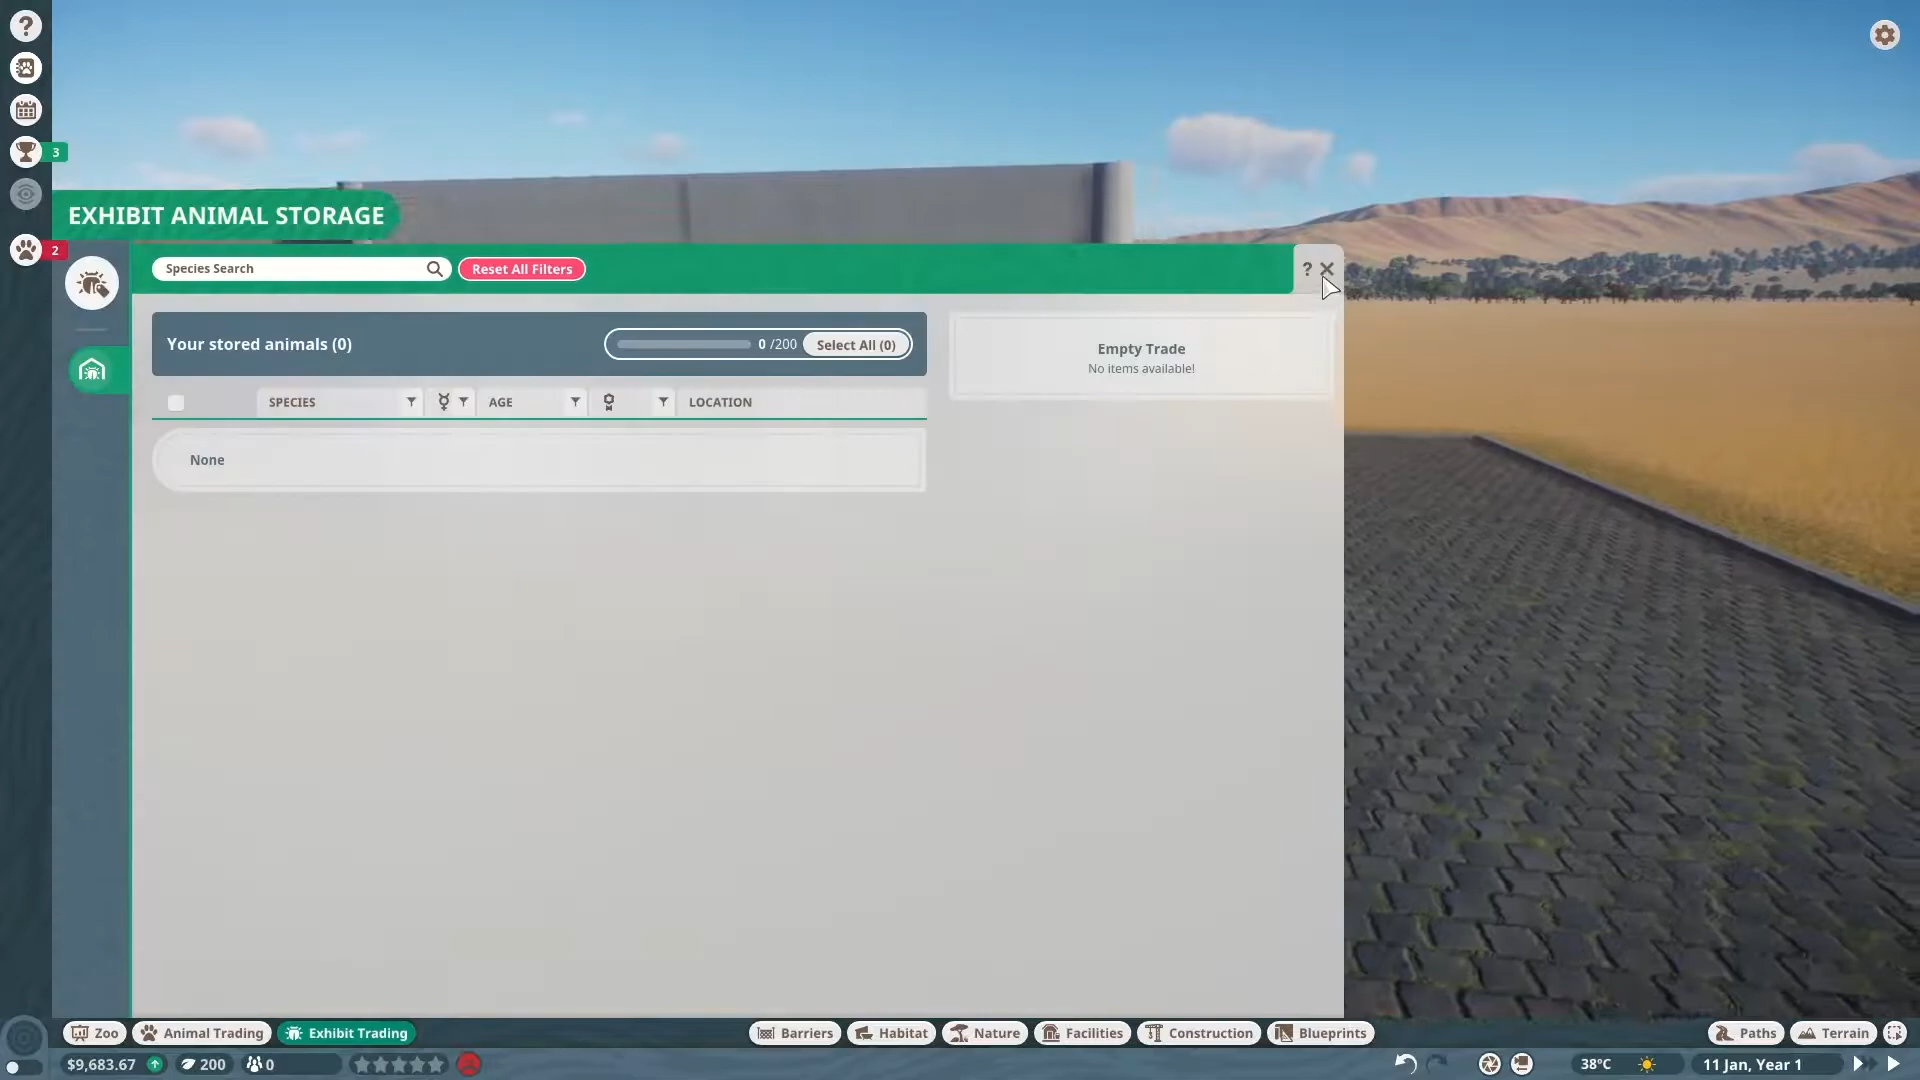 ?
3
EXHIBIT ANIMAL STORAGE
2
Species Search
Reset All Filters
?
Your stored animals (0)
0 /200
Select All (0)
Empty Trade
No items available!
SPECIES
AGE
LOCATION
None
Zoo
Animal Trading
Exhibit Trading
Barriers
Habitat
Nature
Facilities
Construction
Blueprints
Paths
Terrain
$9,683.67
200
0
38°C
11 Jan, Year 1